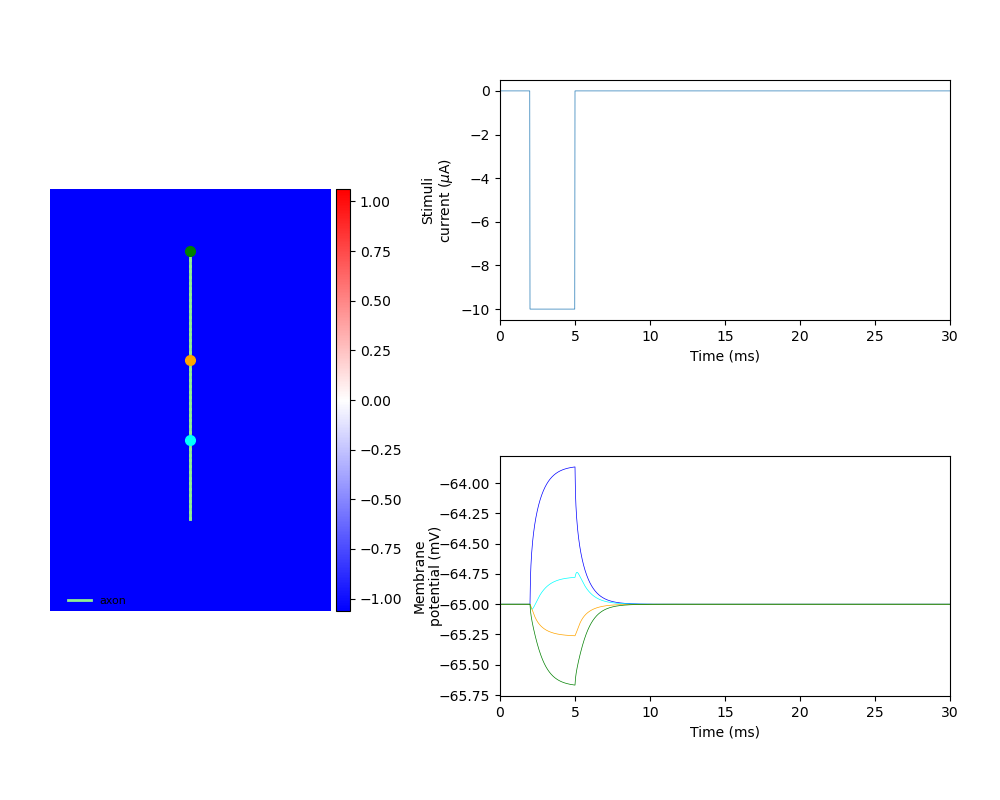 0
−2
−4
−6
−8
−10
Stimuli
current (μA)
0 5 10 15 20 25 30
Time (ms)
1.00
0.75
0.50
0.25
0.00
−0.25
−0.50
−0.75
−1.00
axon
−64.00
−64.25
−64.50
−64.75
−65.00
−65.25
−65.50
−65.75
Membrane
potential (mV)
0 5 10 15 20 25 30
Time (ms)